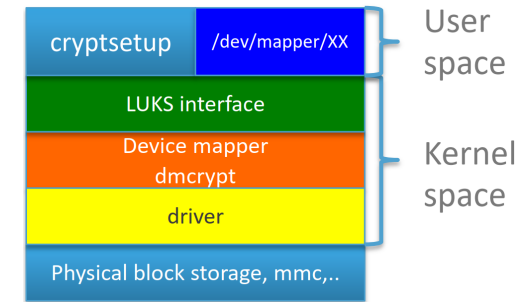 cryptsetup
/dev/mapper/XX
User
space
LUKS interface
Device mapper
dmcrypt
Kernel
space
driver
Physical block storage, mmc,..